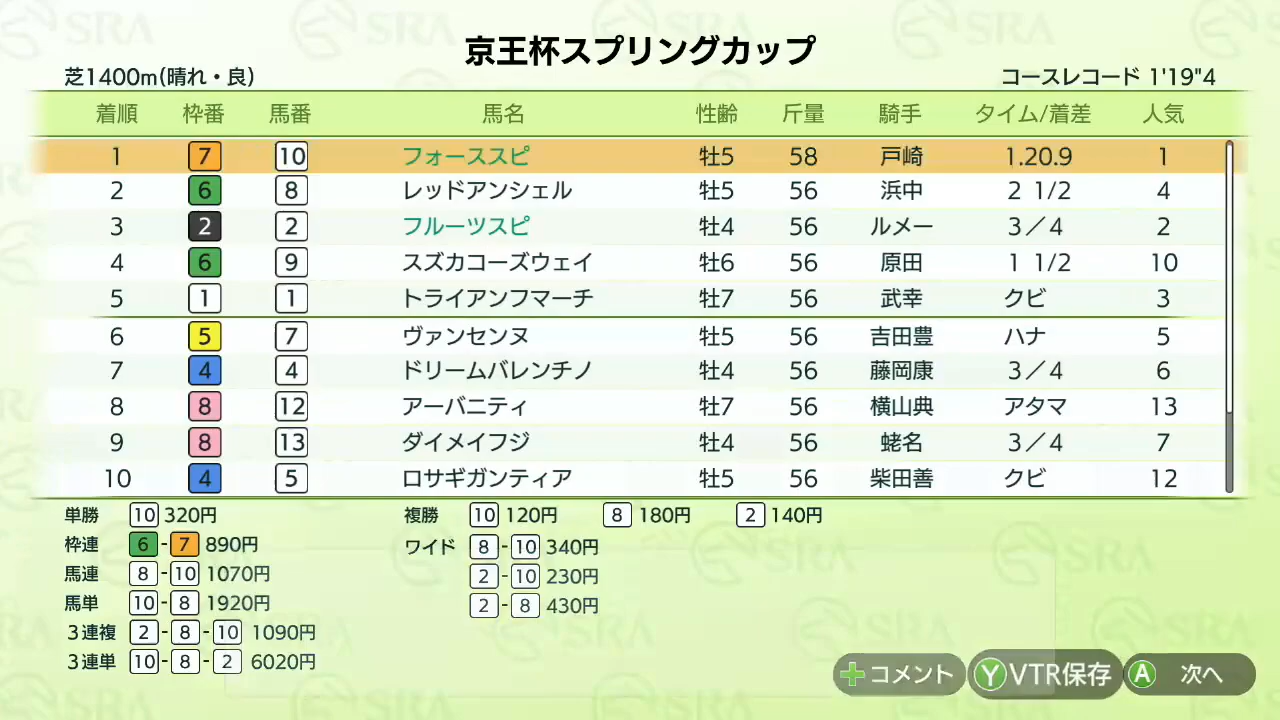 京王杯スプリングカップ
芝1400m(晴れ・良) コースレコード 1'19"4
着順 枠番 馬番 馬名 性齢 斤量 騎手 タイム/着差 人気
1 7 10 フォーススピ 牡5 58 戸崎 1.20.9 1
2 6 8 レッドアンシェル 牡5 56 浜中 2 1/2 4
3 2 2 フルーツスピ 牡4 56 ルメー 3/4 2
4 6 9 スズカコーズウェイ 牡6 56 原田 1 1/2 10
5 1 1 トライアンフマーチ 牡7 56 武幸 クビ 3
6 5 7 ヴァンセンヌ 牡5 56 吉田豊 ハナ 5
7 4 4 ドリームバレンチノ 牡4 56 藤岡康 3/4 6
8 8 12 アーバニティ 牡7 56 横山典 アタマ 13
9 8 13 ダイメイフジ 牡4 56 蛯名 3/4 7
10 4 5 ロサギガンティア 牡5 56 柴田善 クビ 12
単勝 10 320円 複勝 10 120円 8 180円 2 140円
枠連 6-7 890円 ワイド 8-10 340円
馬連 8-10 1070円 2-10 230円
馬単 10-8 1920円 2-8 430円
3連複 2-8-10 1090円
3連単 10-8-2 6020円
コメント Y VTR保存 A 次へ
SRA